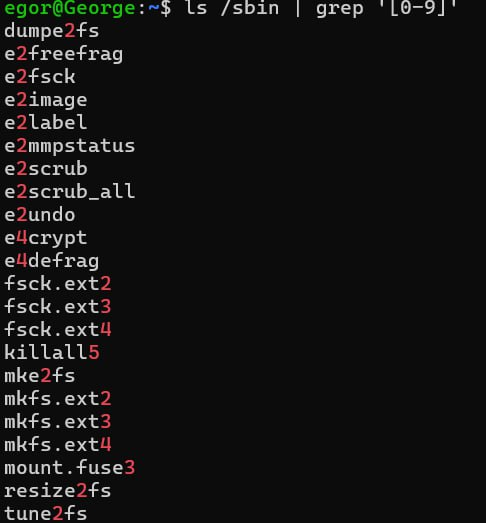 egor@George:~$ ls /sbin | grep '[0-9]'
dumpe2fs
e2freefrag
e2fsck
e2image
e2label
e2mmpstatus
e2scrub
e2scrub_all
e2undo
e4crypt
e4defrag
fsck.ext2
fsck.ext3
fsck.ext4
killall5
mke2fs
mkfs.ext2
mkfs.ext3
mkfs.ext4
mount.fuse3
resize2fs
tune2fs